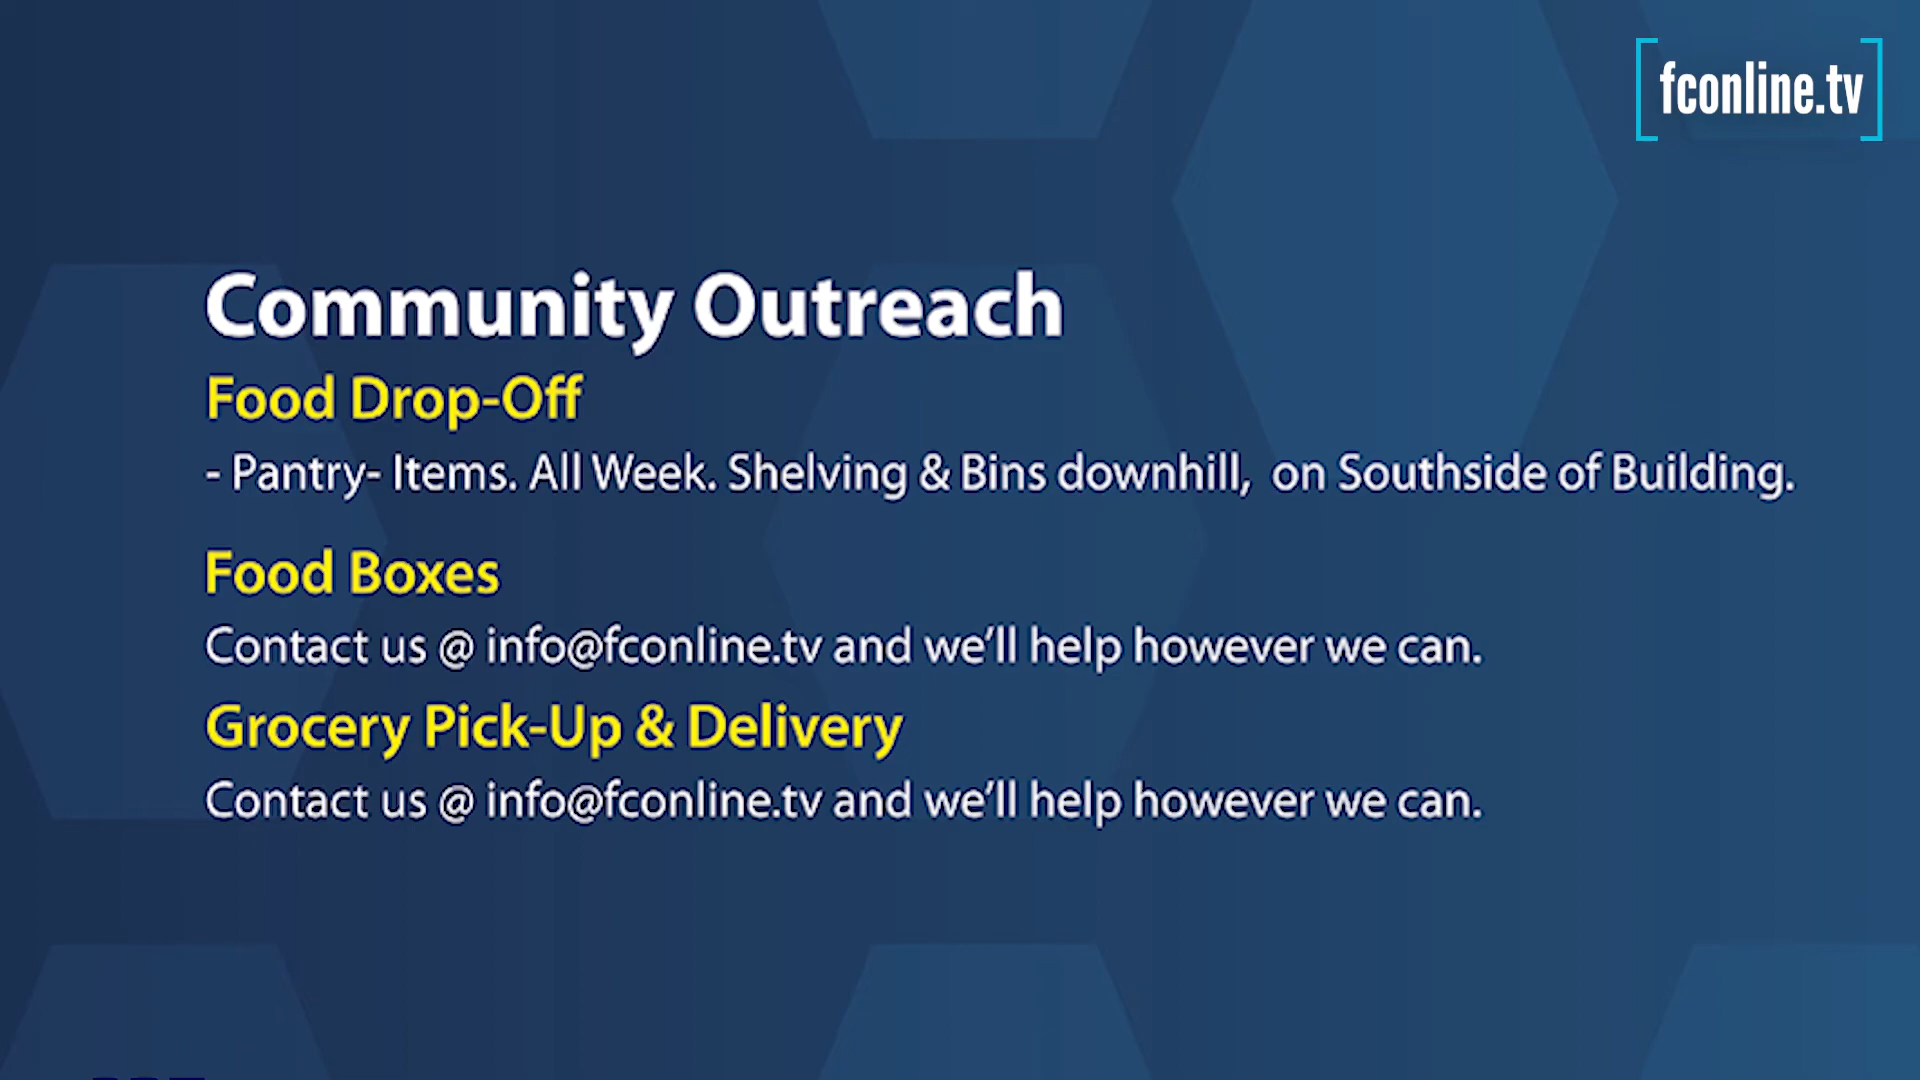 fconline.tv
Community Outreach
Food Drop-Off
- Pantry- Items. All Week. Shelving & Bins downhill, on Southside of Building.
Food Boxes
Contact us @ info@fconline.tv and we’ll help however we can.
Grocery Pick-Up & Delivery
Contact us @ info@fconline.tv and we’ll help however we can.